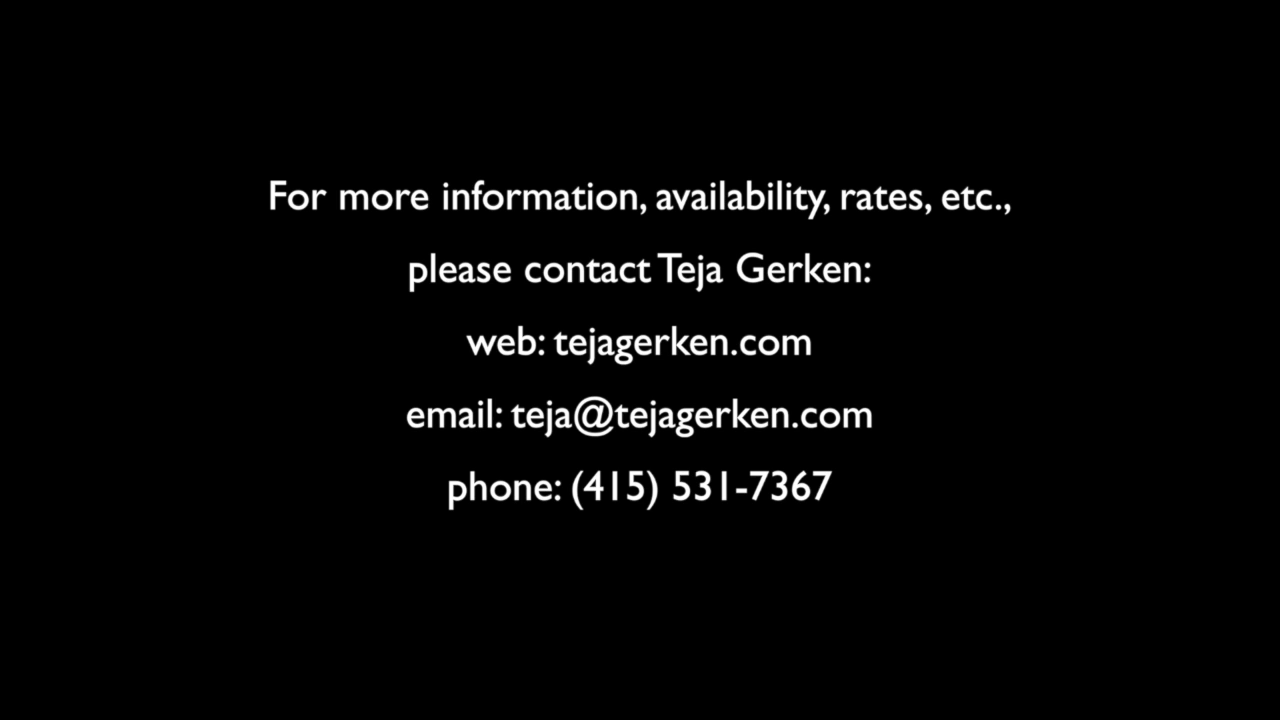 For more information, availability, rates, etc.,
please contact Teja Gerken:
web: tejagerken.com
email: teja@tejagerken.com
phone: (415) 531-7367